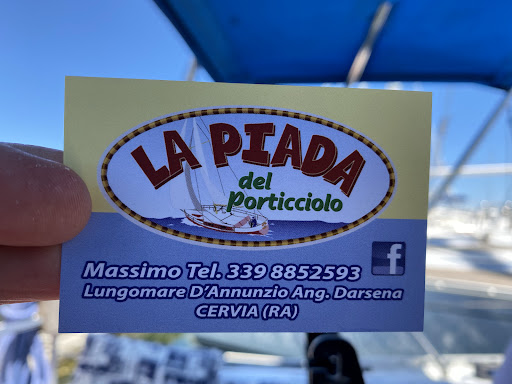 LA PIADA
del
Porticciolo
Massimo Tel. 339 8852593
Lungomare D'Annunzio Ang. Darsena
CERVIA (RA)
f